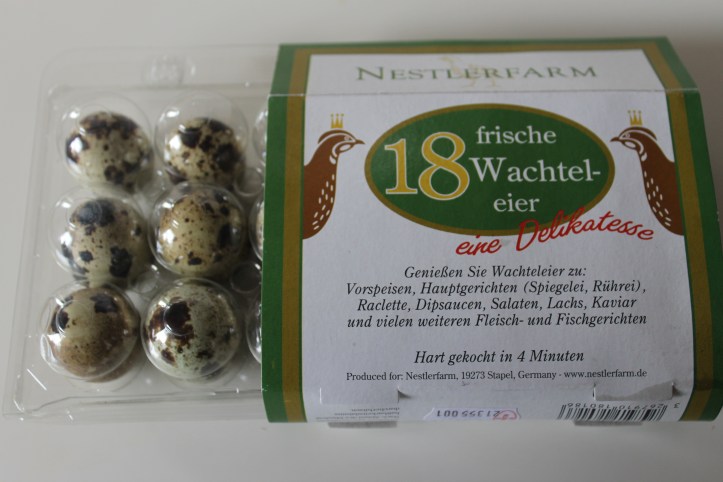 NESTLERFARM
18 frische
Wachtel-
eier
eine Delikatesse
Genießen Sie Wachteleier zu:
Vorspeisen, Hauptgerichten (Spiegelei, Rührei),
Raclette, Dipsaucen, Salaten, Lachs, Kaviar
und vielen weiteren Fleisch- und Fischgerichten
Hart gekocht in 4 Minuten
Produced for: Nestlerfarm, 19273 Stapel, Germany - www.nestlerfarm.de